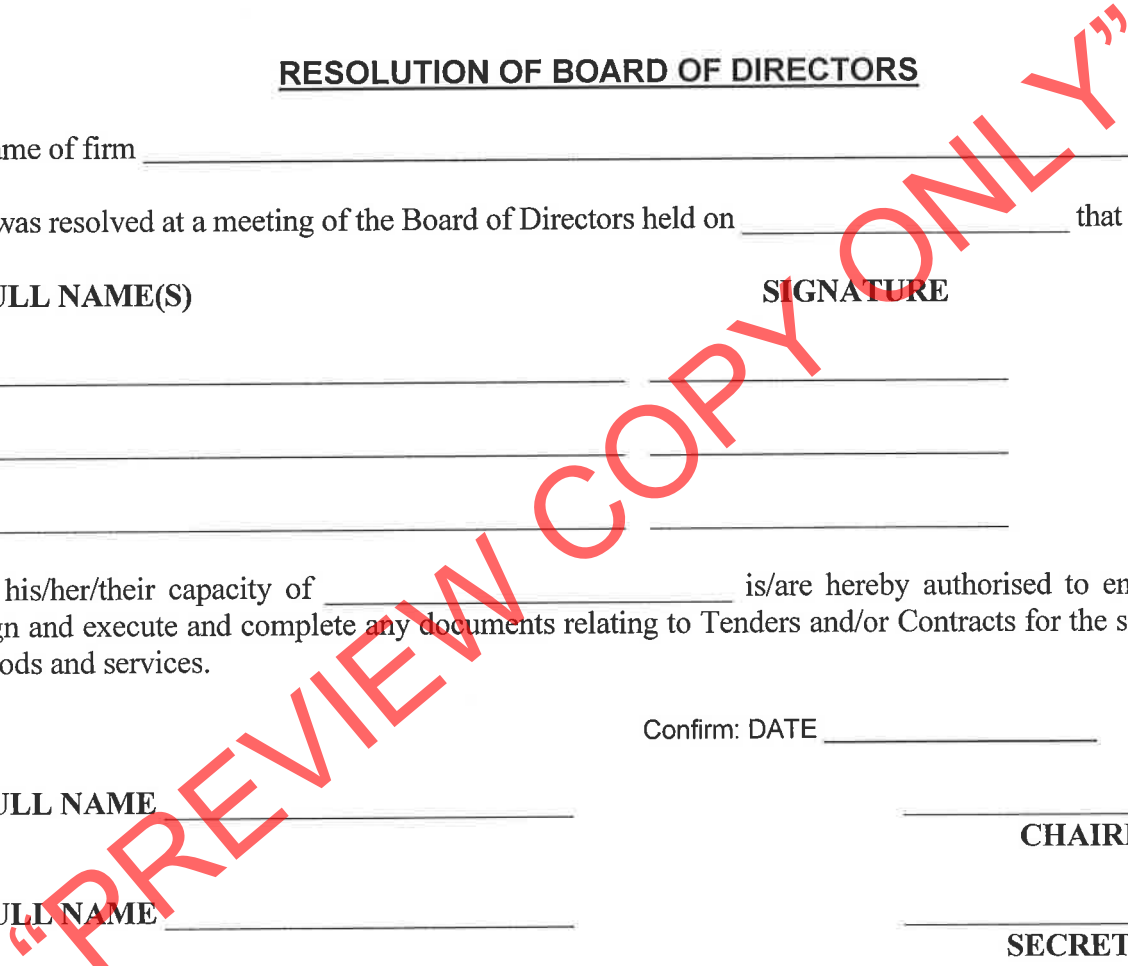 RESOLUTION OF BOARD OF DIRECTORS
me of firm
was resolved at a meeting of the Board of Directors held on that
ULL NAME(S) SIGNATURE
his/her/their capacity of is/are hereby authorised to en
gn and execute and complete any documents relating to Tenders and/or Contracts for the s
ods and services.
Confirm: DATE
ULL NAME
CHAIR
ULL NAME
SECRET
“PREVIEW COPY ONLY”